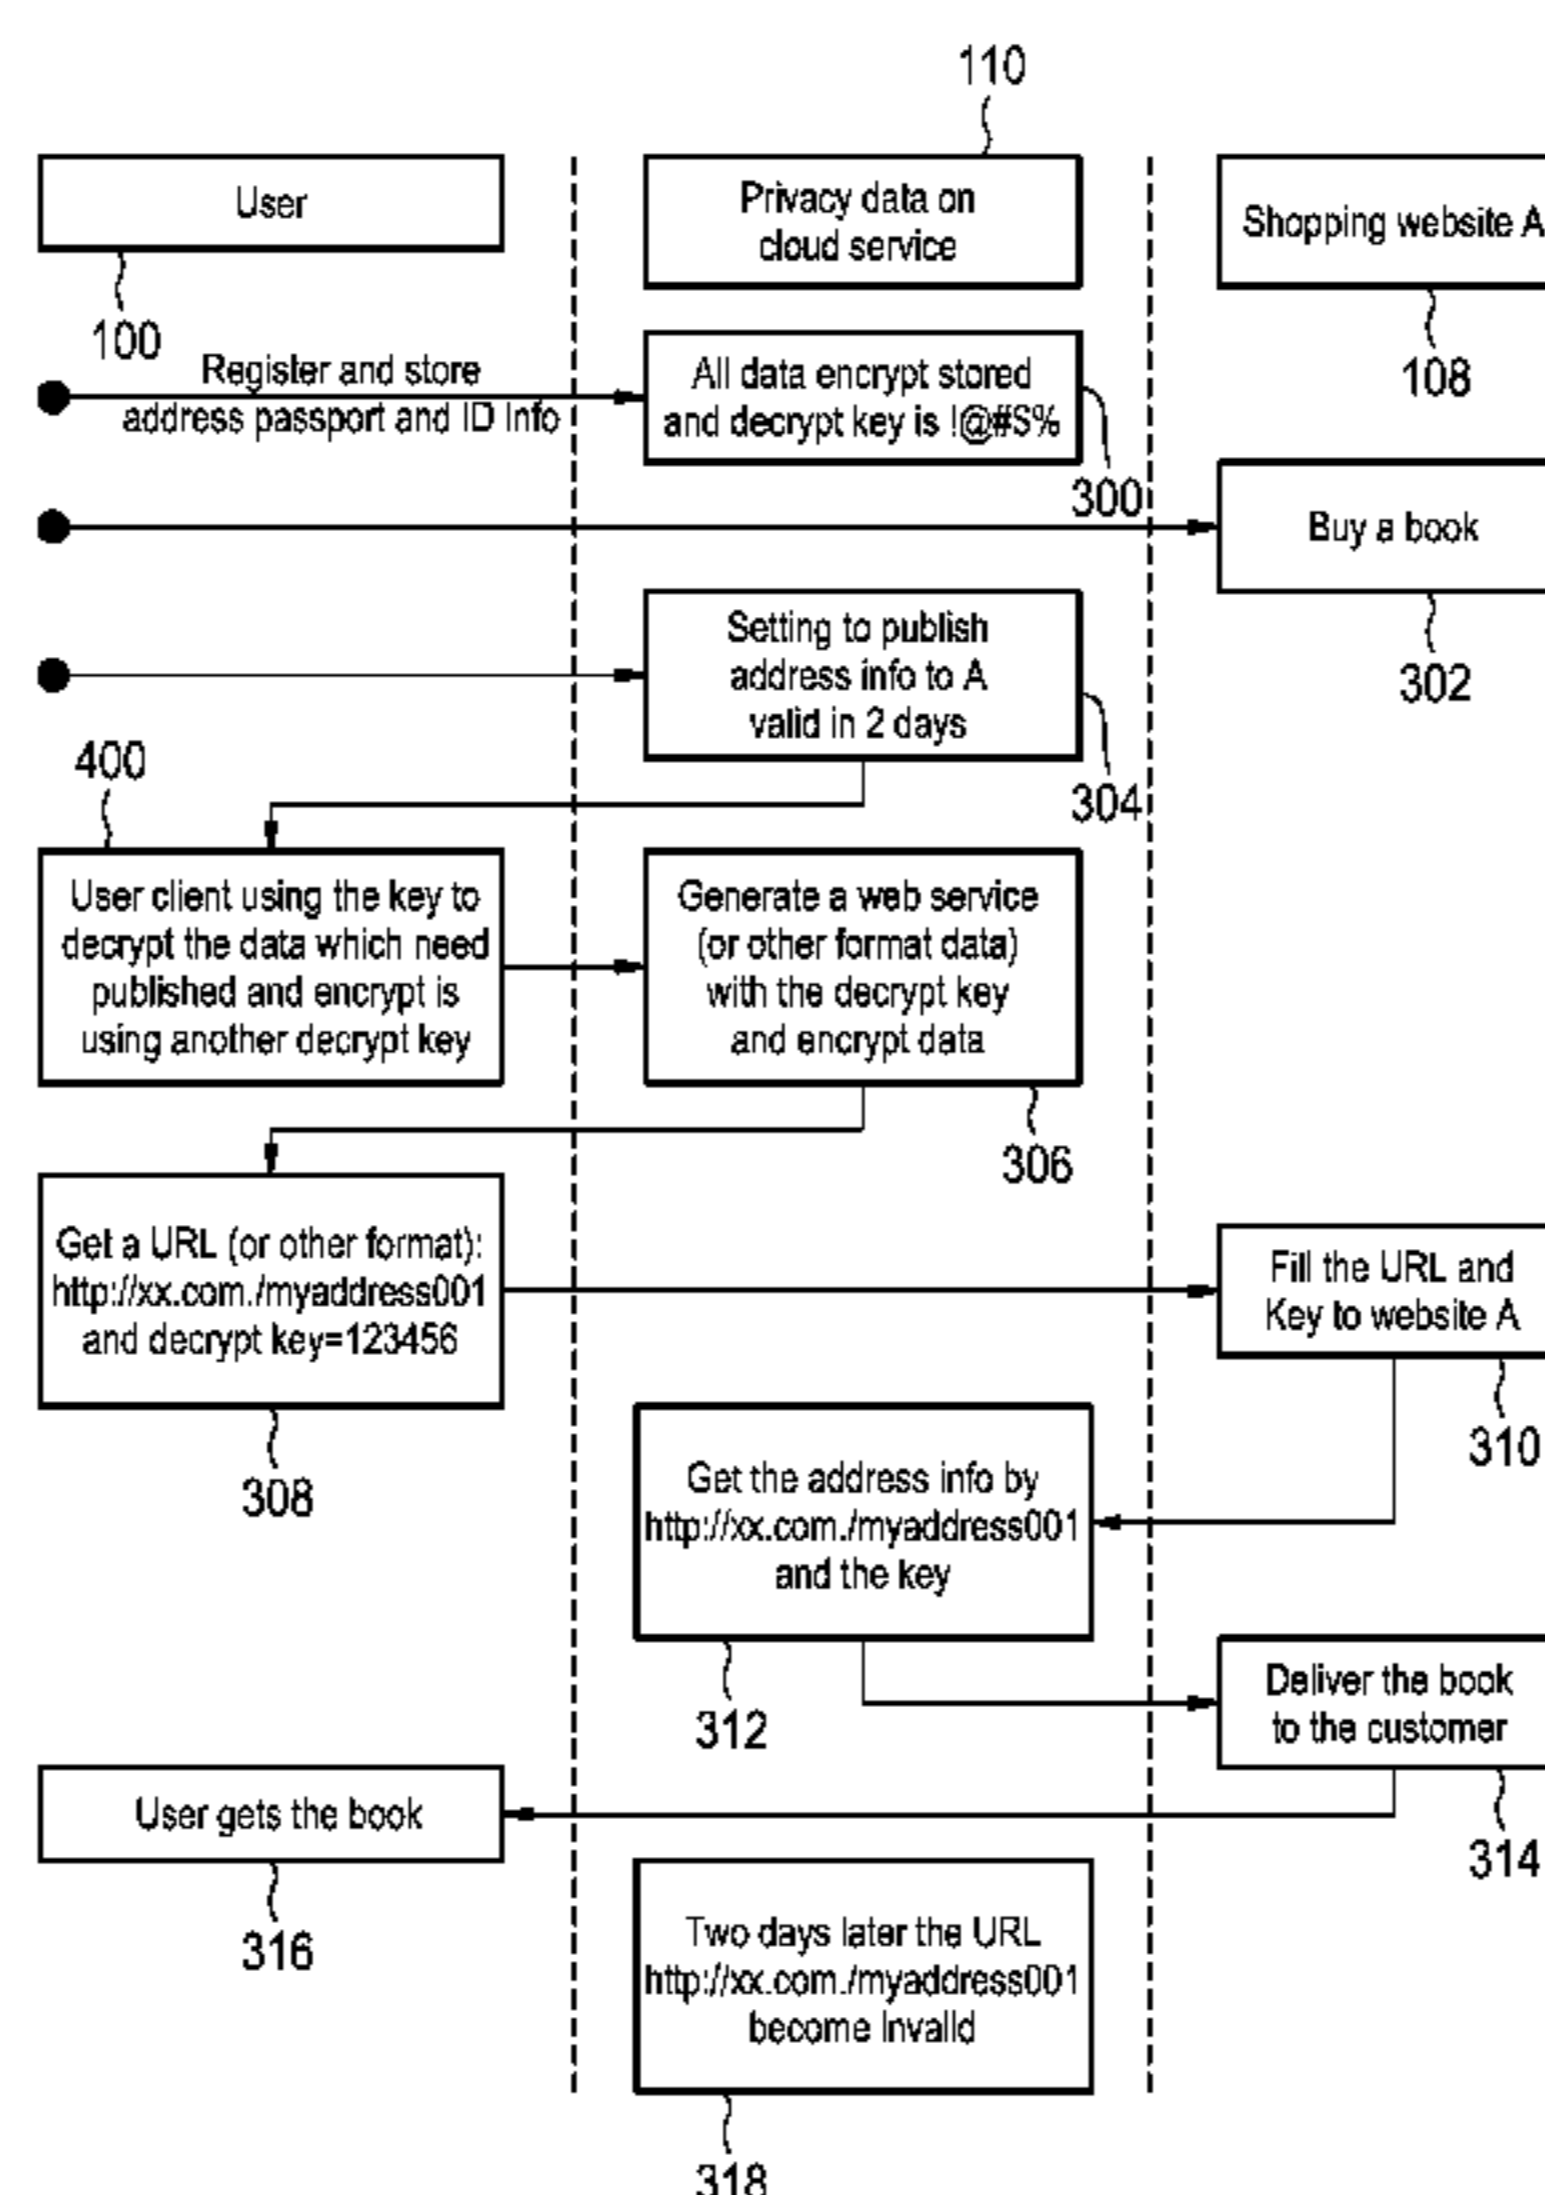 110
User
Privacy data on
cloud service
Shopping website A
100
108
Register and store
address passport and ID Info
All data encrypt stored
and decrypt key is !@#S%
300
Buy a book
302
Setting to publish
address info to A
valid in 2 days
304
400
User client using the key to
decrypt the data which need
published and encrypt is
using another decrypt key
Generate a web service
(or other format data)
with the decrypt key
and encrypt data
306
Get a URL (or other format):
http://xx.com./myaddress001
and decrypt key=123456
308
Fill the URL and
Key to website A
310
Get the address info by
http://xx.com./myaddress001
and the key
312
Deliver the book
to the customer
314
User gets the book
316
Two days later the URL
http://xx.com./myaddress001
become invalid
318